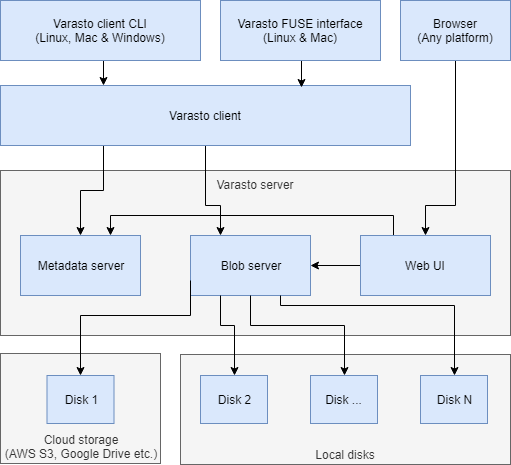 Varasto client CLI
(Linux, Mac & Windows)
Varasto FUSE interface
(Linux & Mac)
Browser
(Any platform)
Varasto client
Varasto server
Metadata server
Blob server
Web UI
Disk 1
Disk 2
Disk ...
Disk N
Cloud storage
(AWS S3, Google Drive etc.)
Local disks